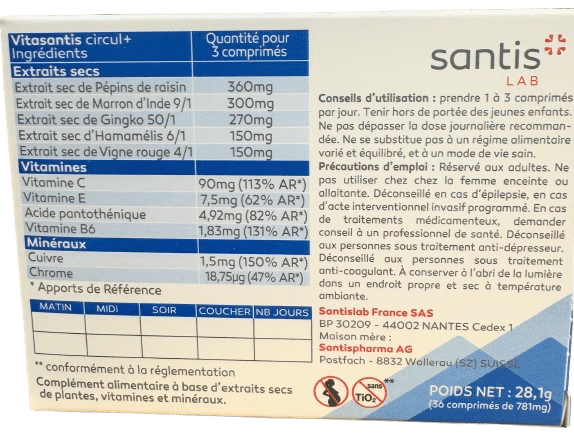 Vitasantis circul+
Ingrédients
Quantité pour
3 comprimés
Extraits secs
Extrait sec de Pépins de raisin 360mg
Extrait sec de Marron d'Inde 9/1 300mg
Extrait sec de Gingko 50/1 270mg
Extrait sec d'Hamamélis 6/1 150mg
Extrait sec de Vigne rouge 4/1 150mg
Vitamines
Vitamine C 90mg (113% AR*)
Vitamine E 7,5mg (62% AR*)
Acide pantothénique 4,92mg (82% AR*)
Vitamine B6 1,83mg (131% AR*)
Minéraux
Cuivre 1,5mg (150% AR*)
Chrome 18,75µg (47% AR*)
* Apports de Référence
MATIN MIDI SOIR COUCHER NB JOURS
** conformément à la réglementation
Complément alimentaire à base d'extraits secs
de plantes, vitamines et minéraux.
santis
LAB
Conseils d'utilisation : prendre 1 à 3 comprimés
par jour. Tenir hors de portée des jeunes enfants.
Ne pas dépasser la dose journalière recomman-
dée. Ne se substitue pas à un régime alimentaire
varié et équilibré, et à un mode de vie sain.
Précautions d'emploi : Réservé aux adultes. Ne
pas utiliser chez chez la femme enceinte ou
allaitante. Déconseillé en cas d'épilepsie, en cas
d'acte interventionnel invasif programmé. En cas
de traitements médicamenteux, demander
conseil à un professionnel de santé. Déconseillé
aux personnes sous traitement anti-dépresseur.
Déconseillé aux personnes sous traitement
anti-coagulant. À conserver à l'abri de la lumière
dans un endroit propre et sec à température
ambiante.
Santislab France SAS
BP 30209 - 44002 NANTES Cedex 1
Maison mère :
Santispharma AG
Postfach - 8832 Wollerau (SZ) SUISSE
sans
TiO₂
**
POIDS NET : 28,1g
(36 comprimés de 781mg)